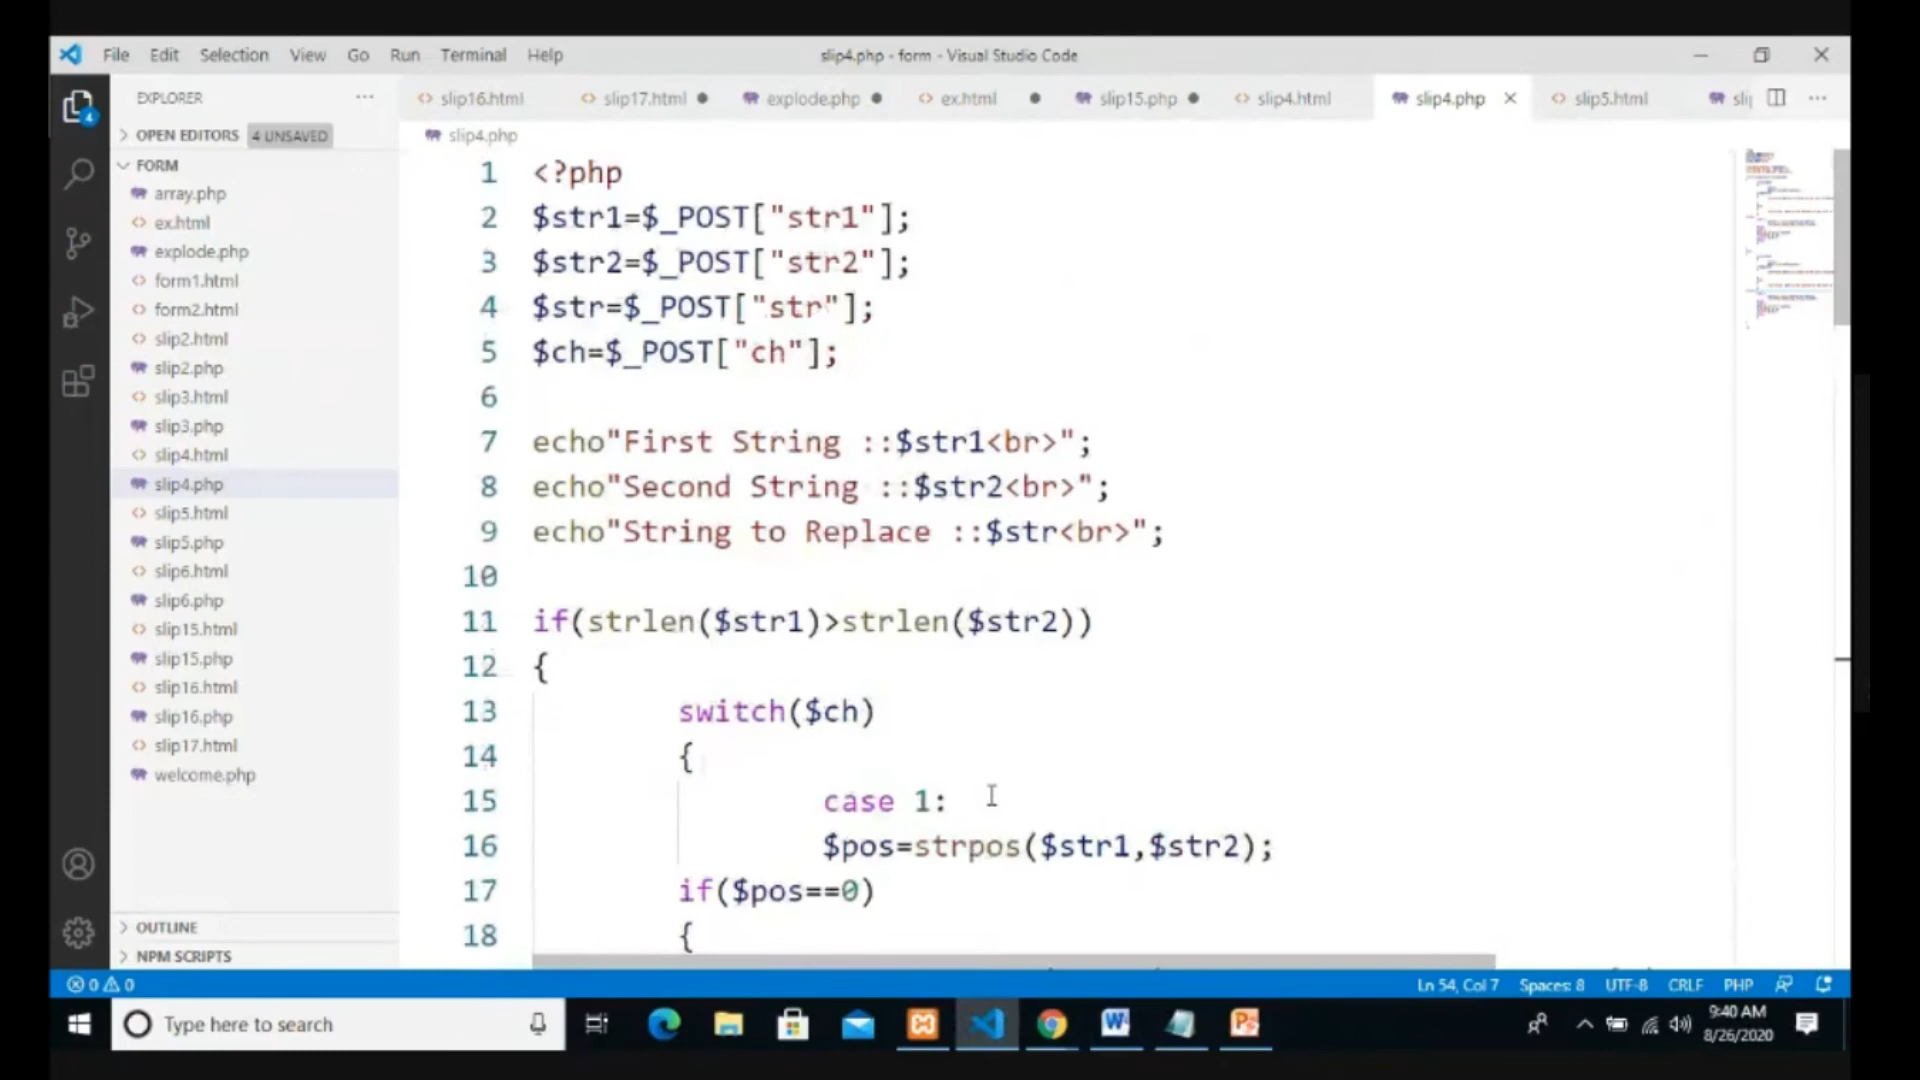 File Edit Selection View Go Run Terminal Help
slip4.php - form - Visual Studio Code
EXPLORER
slip16.html slip17.html explode.php ex.html slip15.php slip4.html slip4.php slip5.html
OPEN EDITORS 4 UNSAVED
slip4.php
FORM
array.php
ex.html
explode.php
form1.html
form2.html
slip2.html
slip2.php
slip3.html
slip3.php
slip4.html
slip4.php
slip5.html
slip5.php
slip6.html
slip6.php
slip15.html
slip15.php
slip16.html
slip16.php
slip17.html
welcome.php
OUTLINE
NPM SCRIPTS
4
1 <?php
2 $str1=$_POST["str1"];
3 $str2=$_POST["str2"];
4 $str=$_POST["str"];
5 $ch=$_POST["ch"];
6
7 echo"First String ::$str1<br>";
8 echo"Second String ::$str2<br>";
9 echo"String to Replace ::$str<br>";
10
11 if(strlen($str1)>strlen($str2))
12 {
13 switch($ch)
14 {
15 case 1:
16 $pos=strpos($str1,$str2);
17 if($pos==0)
18 {
0 0 Ln 54, Col 7 Spaces: 8 UTF-8 CRLF PHP
Type here to search
9:40 AM
8/26/2020